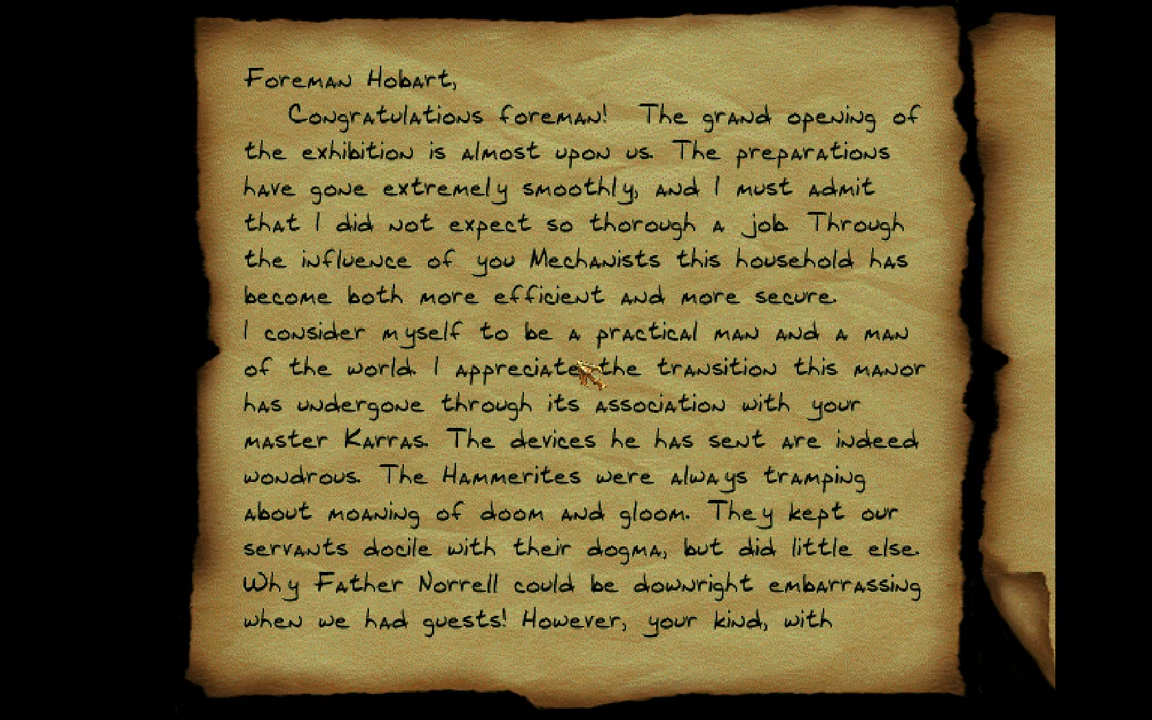 Foreman Hobart,
Congratulations foreman! The grand opening of
the exhibition is almost upon us. The preparations
have gone extremely smoothly, and I must admit
that I did not expect so thorough a job. Through
the influence of you Mechanists this household has
become both more efficient and more secure.
I consider myself to be a practical man and a man
of the world. I appreciate the transition this manor
has undergone through its association with your
master Karras. The devices he has sent are indeed
wondrous. The Hammerites were always tramping
about moaning of doom and gloom. They kept our
servants docile with their dogma, but did little else.
Why Father Norrell could be downright embarrassing
when we had guests! However, your kind, with